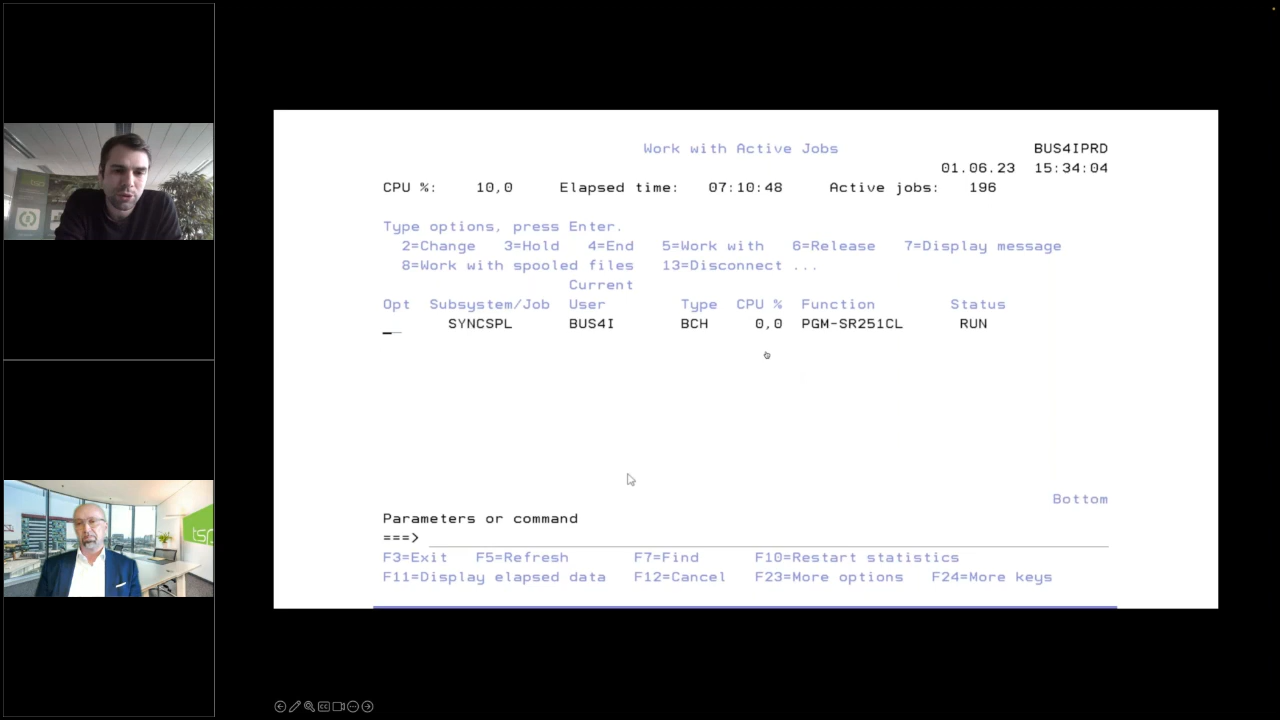 Work with Active Jobs BUS4IPRD
01.06.23 15:34:04
CPU %: 10,0 Elapsed time: 07:10:48 Active jobs: 196
Type options, press Enter.
2=Change 3=Hold 4=End 5=Work with 6=Release 7=Display message
8=Work with spooled files 13=Disconnect ...
Current
Opt Subsystem/Job User Type CPU % Function Status
SYNCSPL BUS4I BCH 0,0 PGM-SR251CL RUN
Bottom
Parameters or command
===>
F3=Exit F5=Refresh F7=Find F10=Restart statistics
F11=Display elapsed data F12=Cancel F23=More options F24=More keys